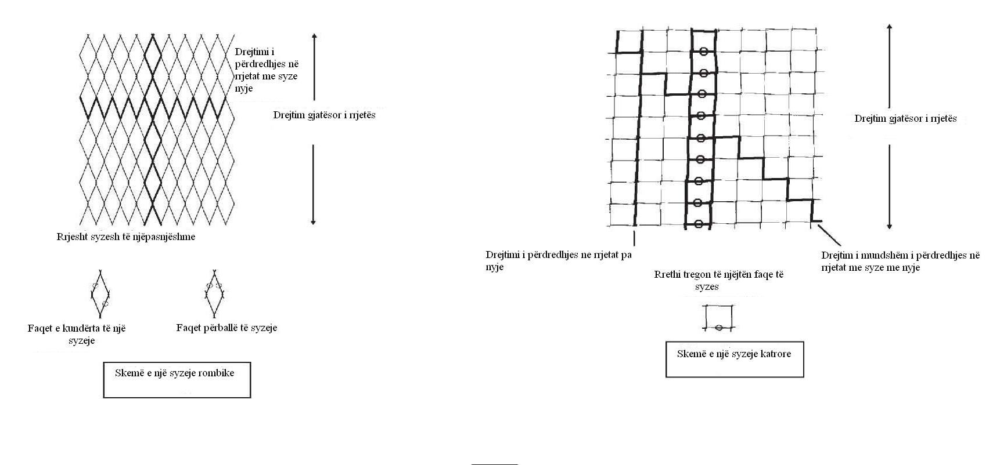 Drejtimi i
përdredhjes në
rrjetat me syze
nyje
Drejtim gjatësor i rrjetës
Rrjesht syzesh të njëpasnjëshme
Faqet e kundërta të një
syzeje
Faqet përballë të syzeje
Skemë e një syzeje rombike
Drejtim gjatësor i rrjetës
Drejtimi i përdredhjes ne rrjetat pa
nyje
Drejtim i mundshëm i përdredhjes në
rrjetat me syze me nyje
Rrethi tregon të njëjtën faqe të
syzes
Skemë e një syzeje katrore